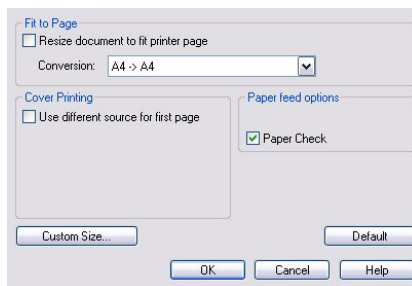 Fit to Page
Resize document to fit printer page
Conversion: A4 -> A4
Cover Printing
Use different source for first page
Paper feed options
Paper Check
Custom Size...
Default
OK
Cancel
Help